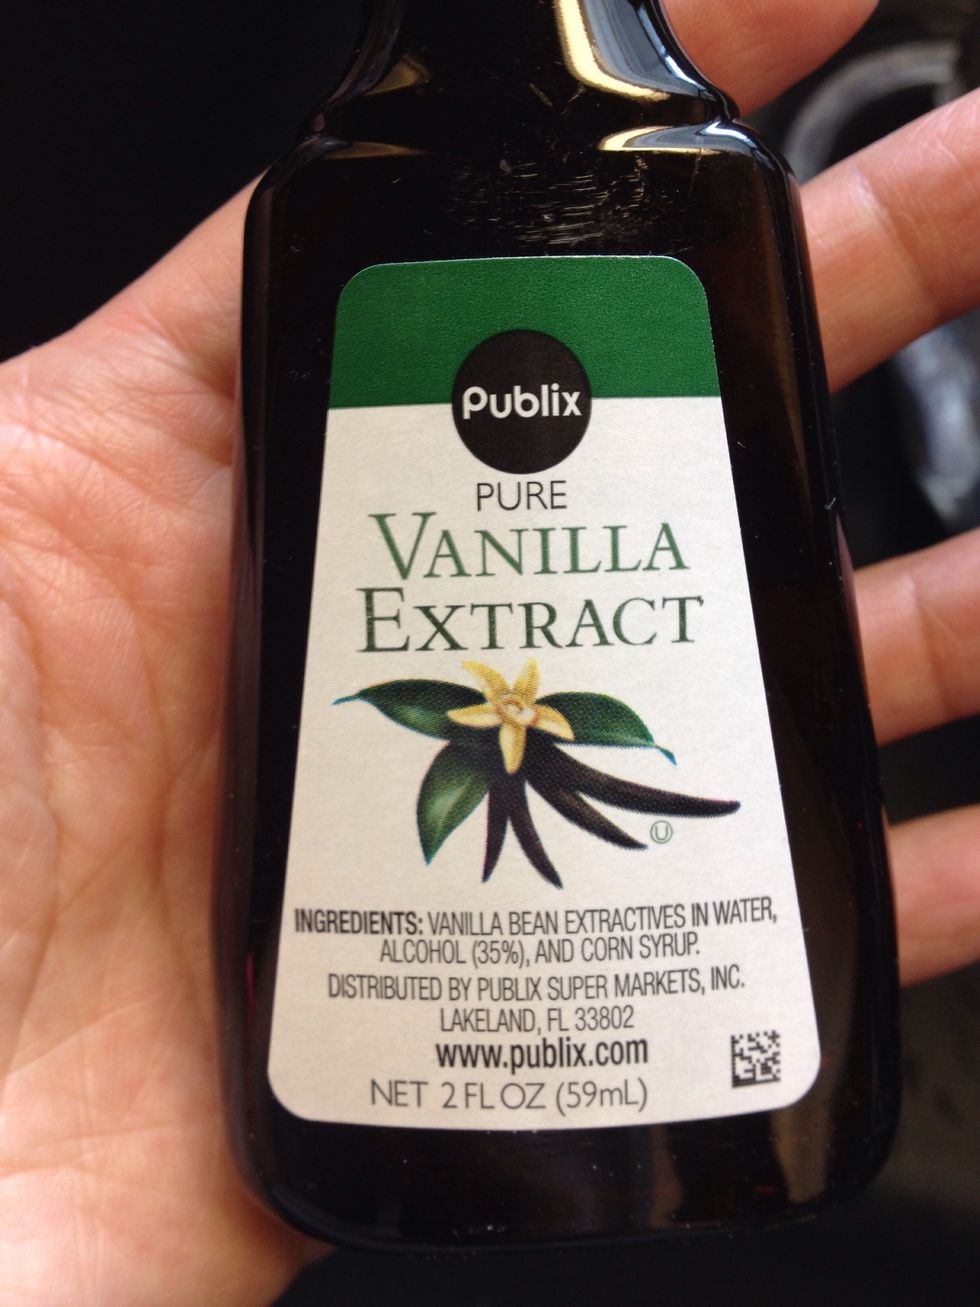 Publix
PURE
VANILLA
EXTRACT
U
INGREDIENTS: VANILLA BEAN EXTRACTIVES IN WATER,
ALCOHOL (35%), AND CORN SYRUP.
DISTRIBUTED BY PUBLIX SUPER MARKETS, INC.
LAKELAND, FL 33802
www.publix.com
NET 2 FL OZ (59mL)